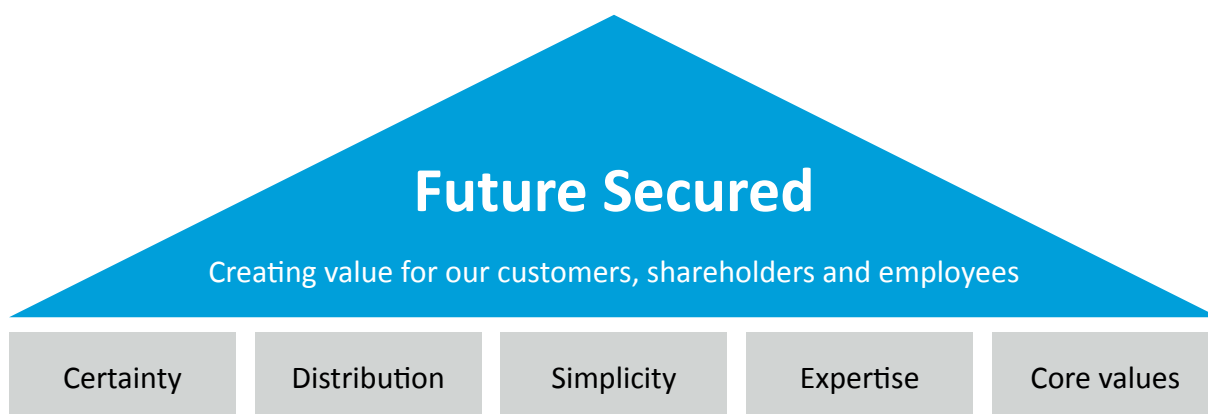 Future Secured
Creating value for our customers, shareholders and employees
Certainty
Distribution
Simplicity
Expertise
Core values